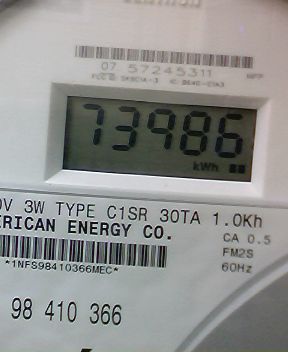 07 57245311
73986
kWh
0V 3W TYPE C1SR 30TA 1.0Kh
ERICAN ENERGY CO.
CA 0.5
FM2S
*1NFS98410366MEC*
60Hz
98 410 366